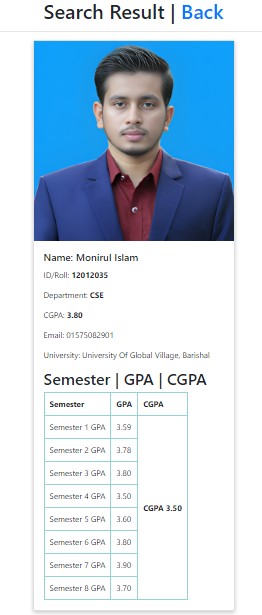 Search Result | Back
Name: Monirul Islam
ID/Roll: 12012035
Department: CSE
CGPA: 3.80
Email: 01575082901
University: University Of Global Village, Barishal
Semester | GPA | CGPA
Semester GPA CGPA
Semester 1 GPA 3.59
Semester 2 GPA 3.78
Semester 3 GPA 3.80
Semester 4 GPA 3.50
CGPA 3.50
Semester 5 GPA 3.60
Semester 6 GPA 3.80
Semester 7 GPA 3.90
Semester 8 GPA 3.70